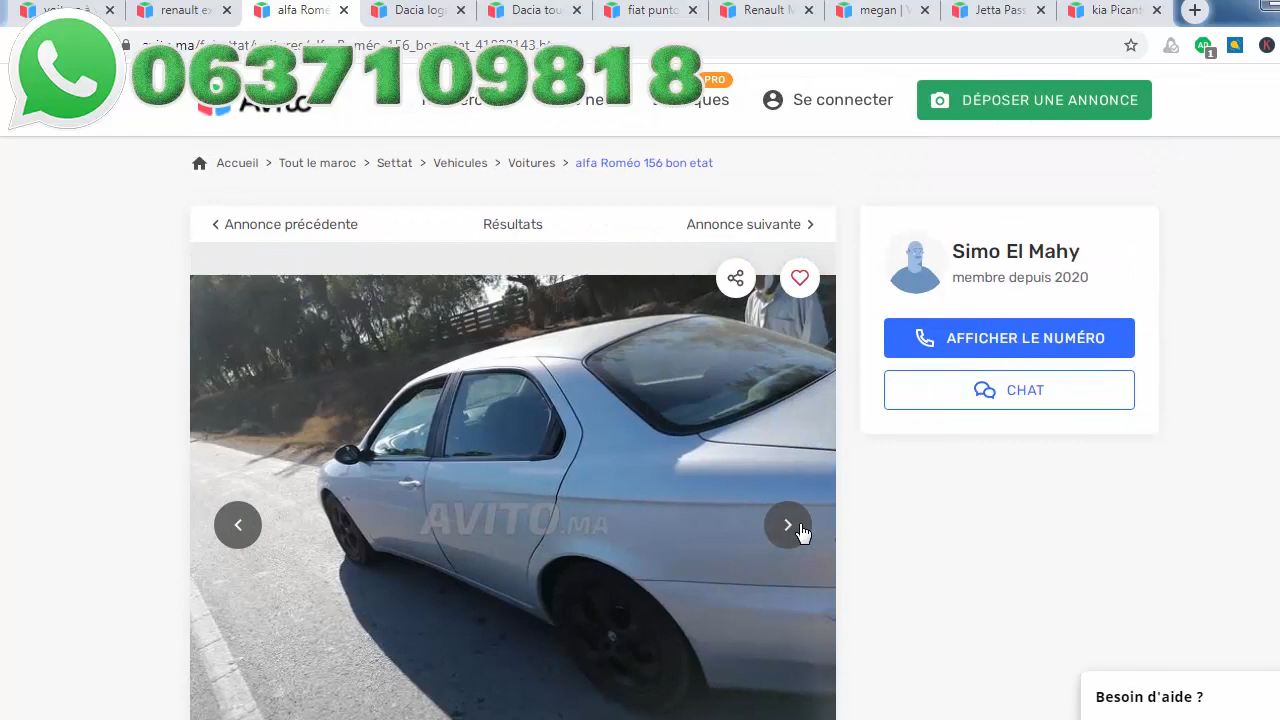 renault ex
alfa Romé
Dacia log
Dacia tou
fiat punto
Renault M
megan | V
Jetta Pass
kia Picant
0637109818
AD
1
K
PRO
Se connecter
DÉPOSER UNE ANNONCE
Accueil > Tout le maroc > Settat > Vehicules > Voitures > alfa Roméo 156 bon etat
Annonce précédente
Résultats
Annonce suivante
Simo El Mahy
membre depuis 2020
AFFICHER LE NUMÉRO
CHAT
AVITO.MA
Besoin d'aide ?